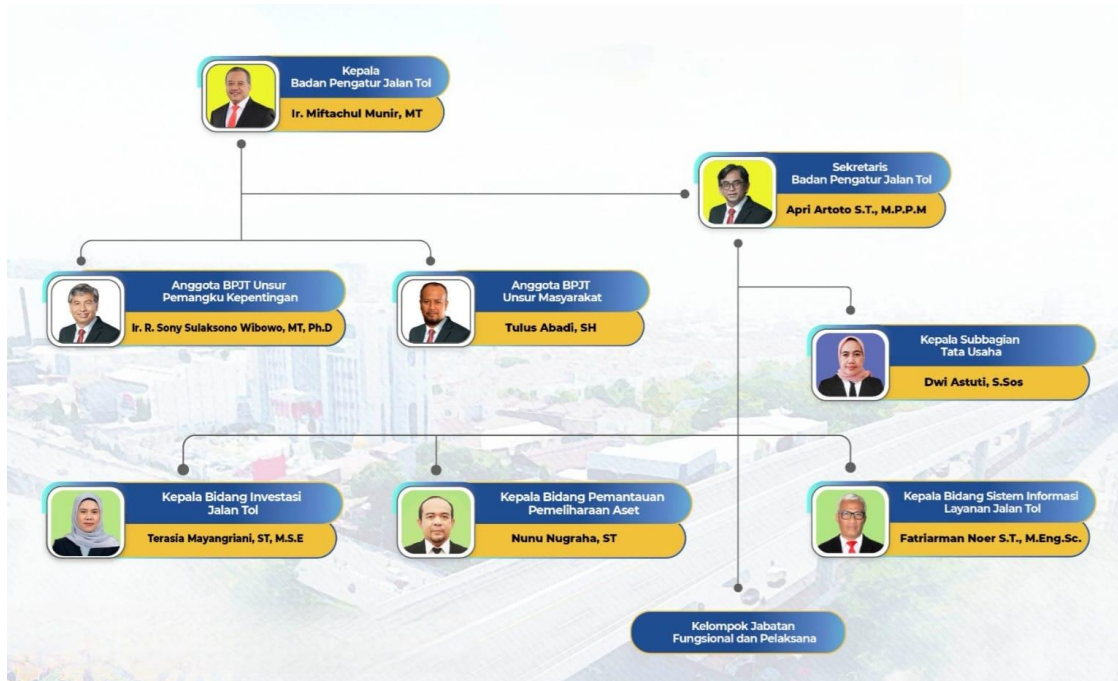 Kepala
Badan Pengatur Jalan Tol
Ir. Miftachul Munir, MT
Sekretaris
Badan Pengatur Jalan Tol
Apri Artoto S.T., M.P.P.M
Anggota BPJT Unsur
Pemangku Kepentingan
Ir. R. Sony Sulaksono Wibowo, MT, Ph.D
Anggota BPJT
Unsur Masyarakat
Tulus Abadi, SH
Kepala Subbagian
Tata Usaha
Dwi Astuti, S.Sos
Kepala Bidang Investasi
Jalan Tol
Terasia Mayangriani, ST, M.S.E
Kepala Bidang Pemantauan
Pemeliharaan Aset
Nunu Nugraha, ST
Kepala Bidang Sistem Informasi
Layanan Jalan Tol
Fatriarman Noer S.T., M.Eng.Sc.
Kelompok Jabatan
Fungsional dan Pelaksana